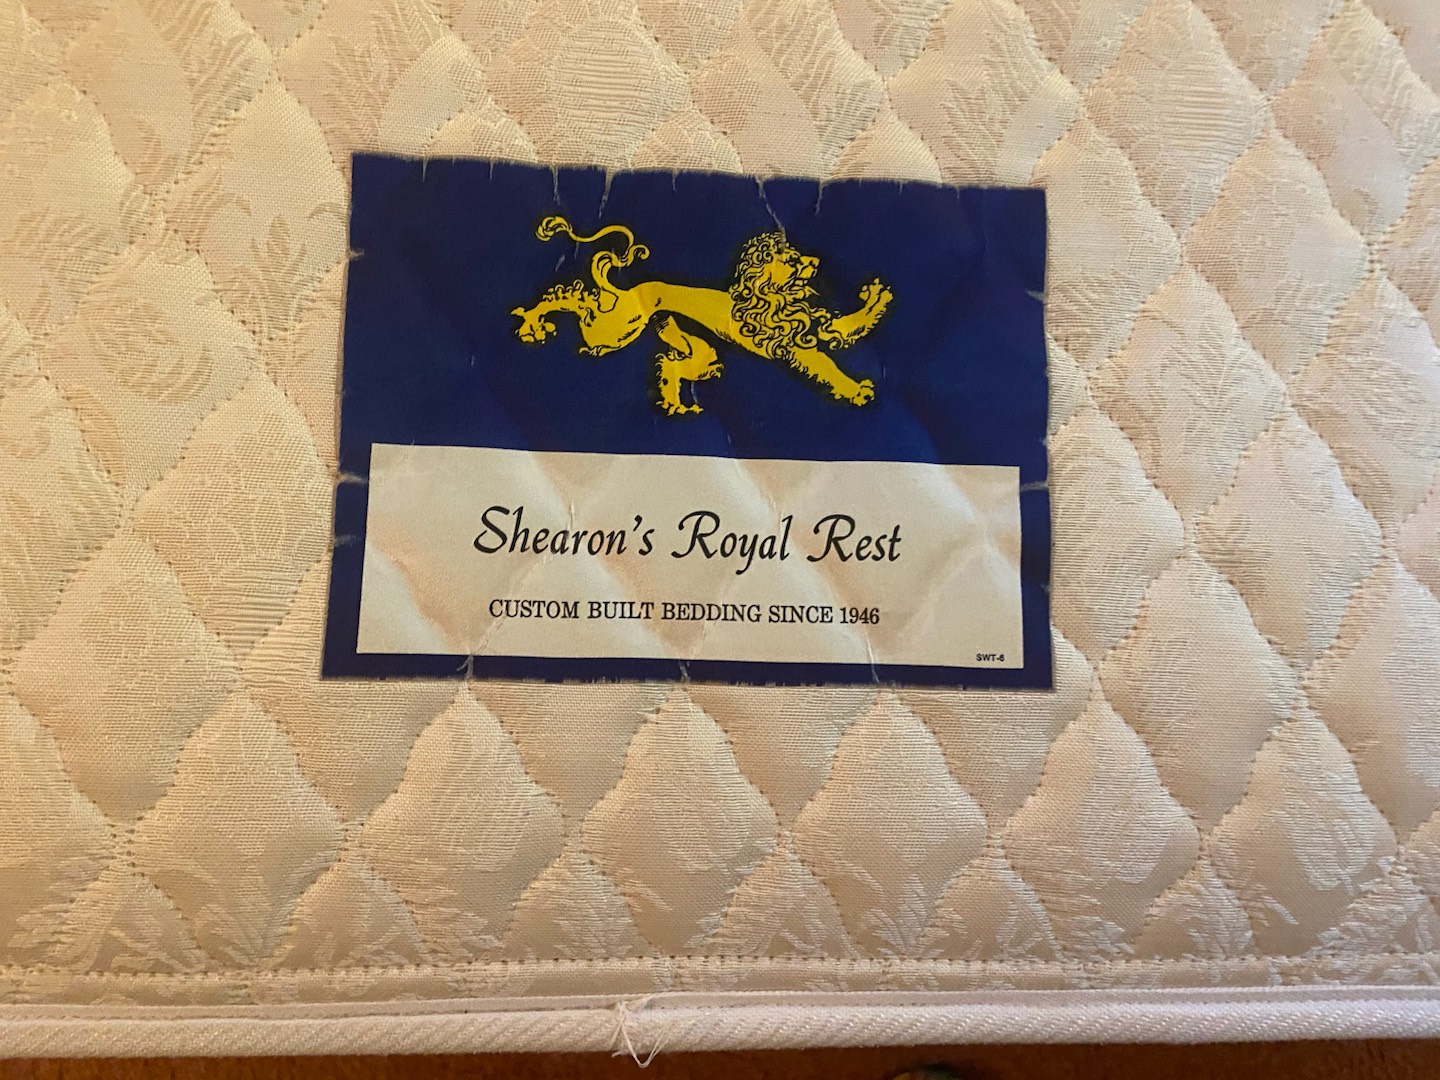 Shearon's Royal Rest
CUSTOM BUILT BEDDING SINCE 1946
SWT-6